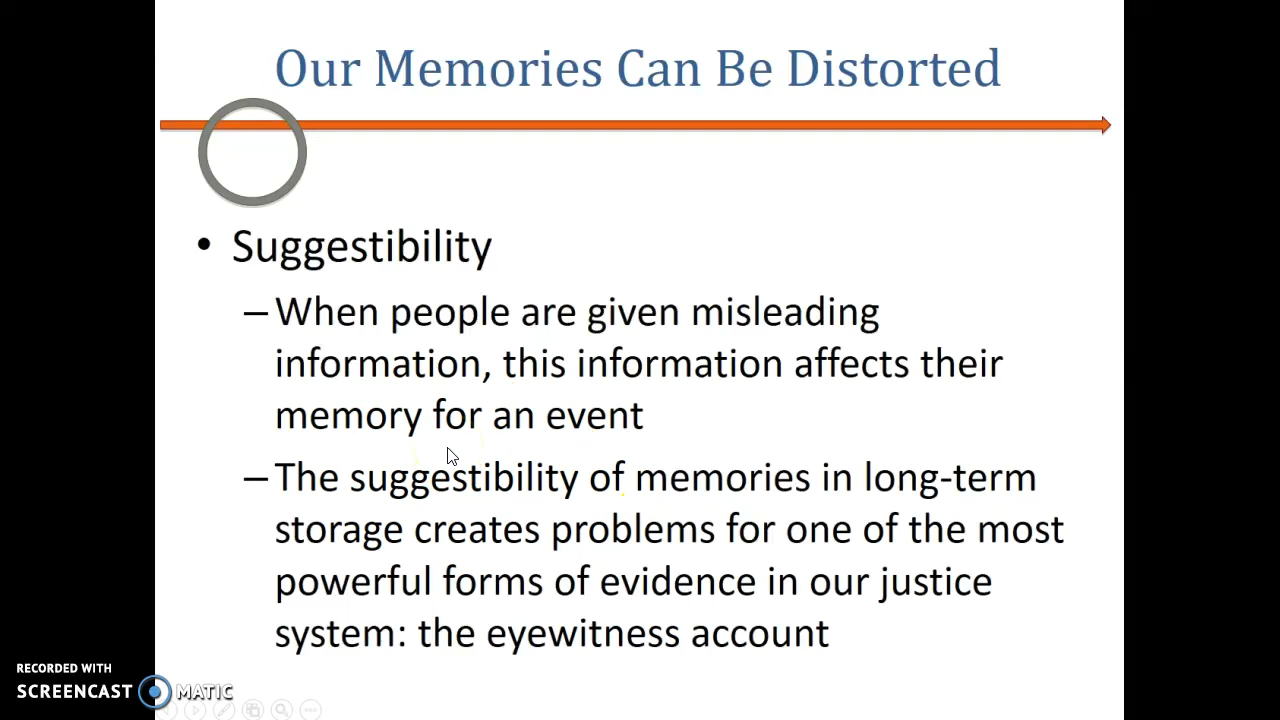 Our Memories Can Be Distorted
• Suggestibility
–When people are given misleading
information, this information affects their
memory for an event
–The suggestibility of memories in long-term
storage creates problems for one of the most
powerful forms of evidence in our justice
system: the eyewitness account
RECORDED WITH
SCREENCAST MATIC